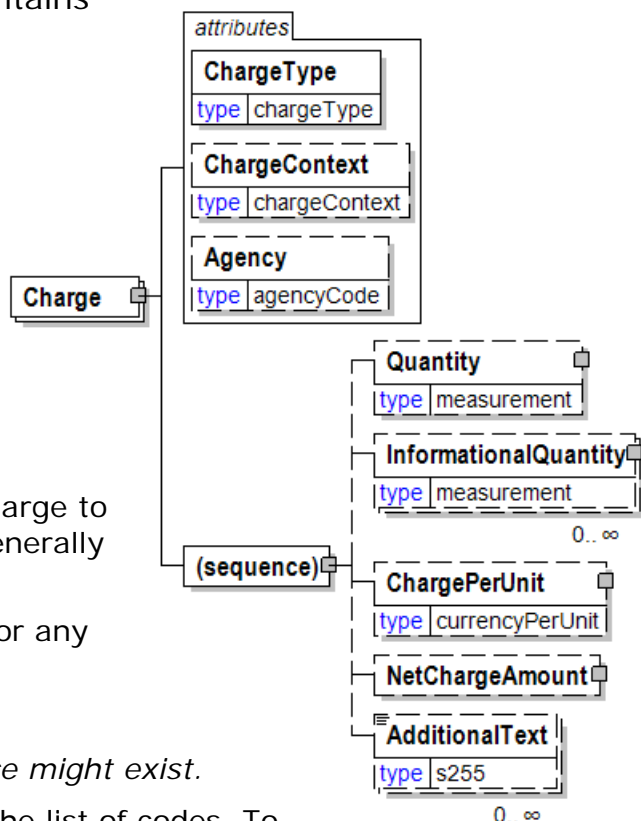 ntains
attributes
ChargeType
type chargeType
ChargeContext
type chargeContext
Agency
type agencyCode
Charge
Quantity
type measurement
InformationalQuantity
type measurement
0.. ∞
arge to
enerally
(sequence)
ChargePerUnit
type currencyPerUnit
or any
NetChargeAmount
AdditionalText
type s255
e might exist.
he list of codes. To
0.. ∞